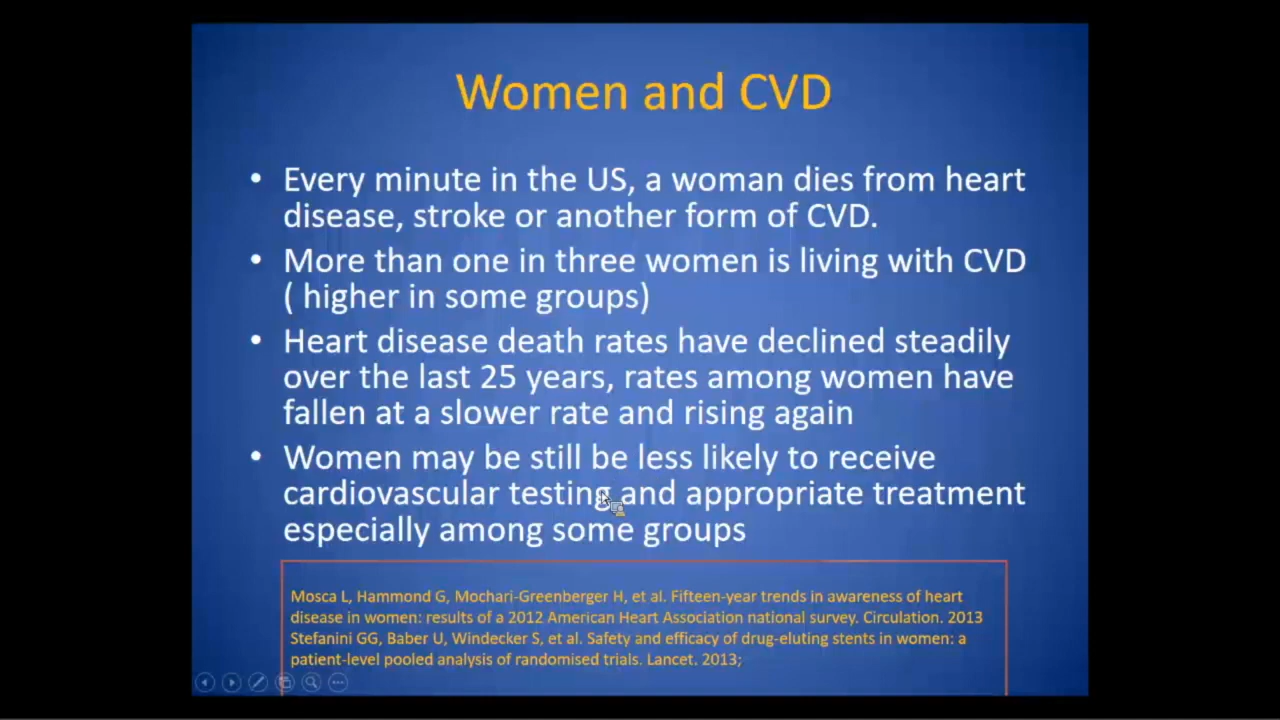 Women and CVD
• Every minute in the US, a woman dies from heart
disease, stroke or another form of CVD.
• More than one in three women is living with CVD
( higher in some groups)
• Heart disease death rates have declined steadily
over the last 25 years, rates among women have
fallen at a slower rate and rising again
• Women may be still be less likely to receive
cardiovascular testing and appropriate treatment
especially among some groups
Mosca L, Hammond G, Mochari-Greenberger H, et al. Fifteen-year trends in awareness of heart
disease in women: results of a 2012 American Heart Association national survey. Circulation. 2013
Stefanini GG, Baber U, Windecker S, et al. Safety and efficacy of drug-eluting stents in women: a
patient-level pooled analysis of randomised trials. Lancet. 2013;